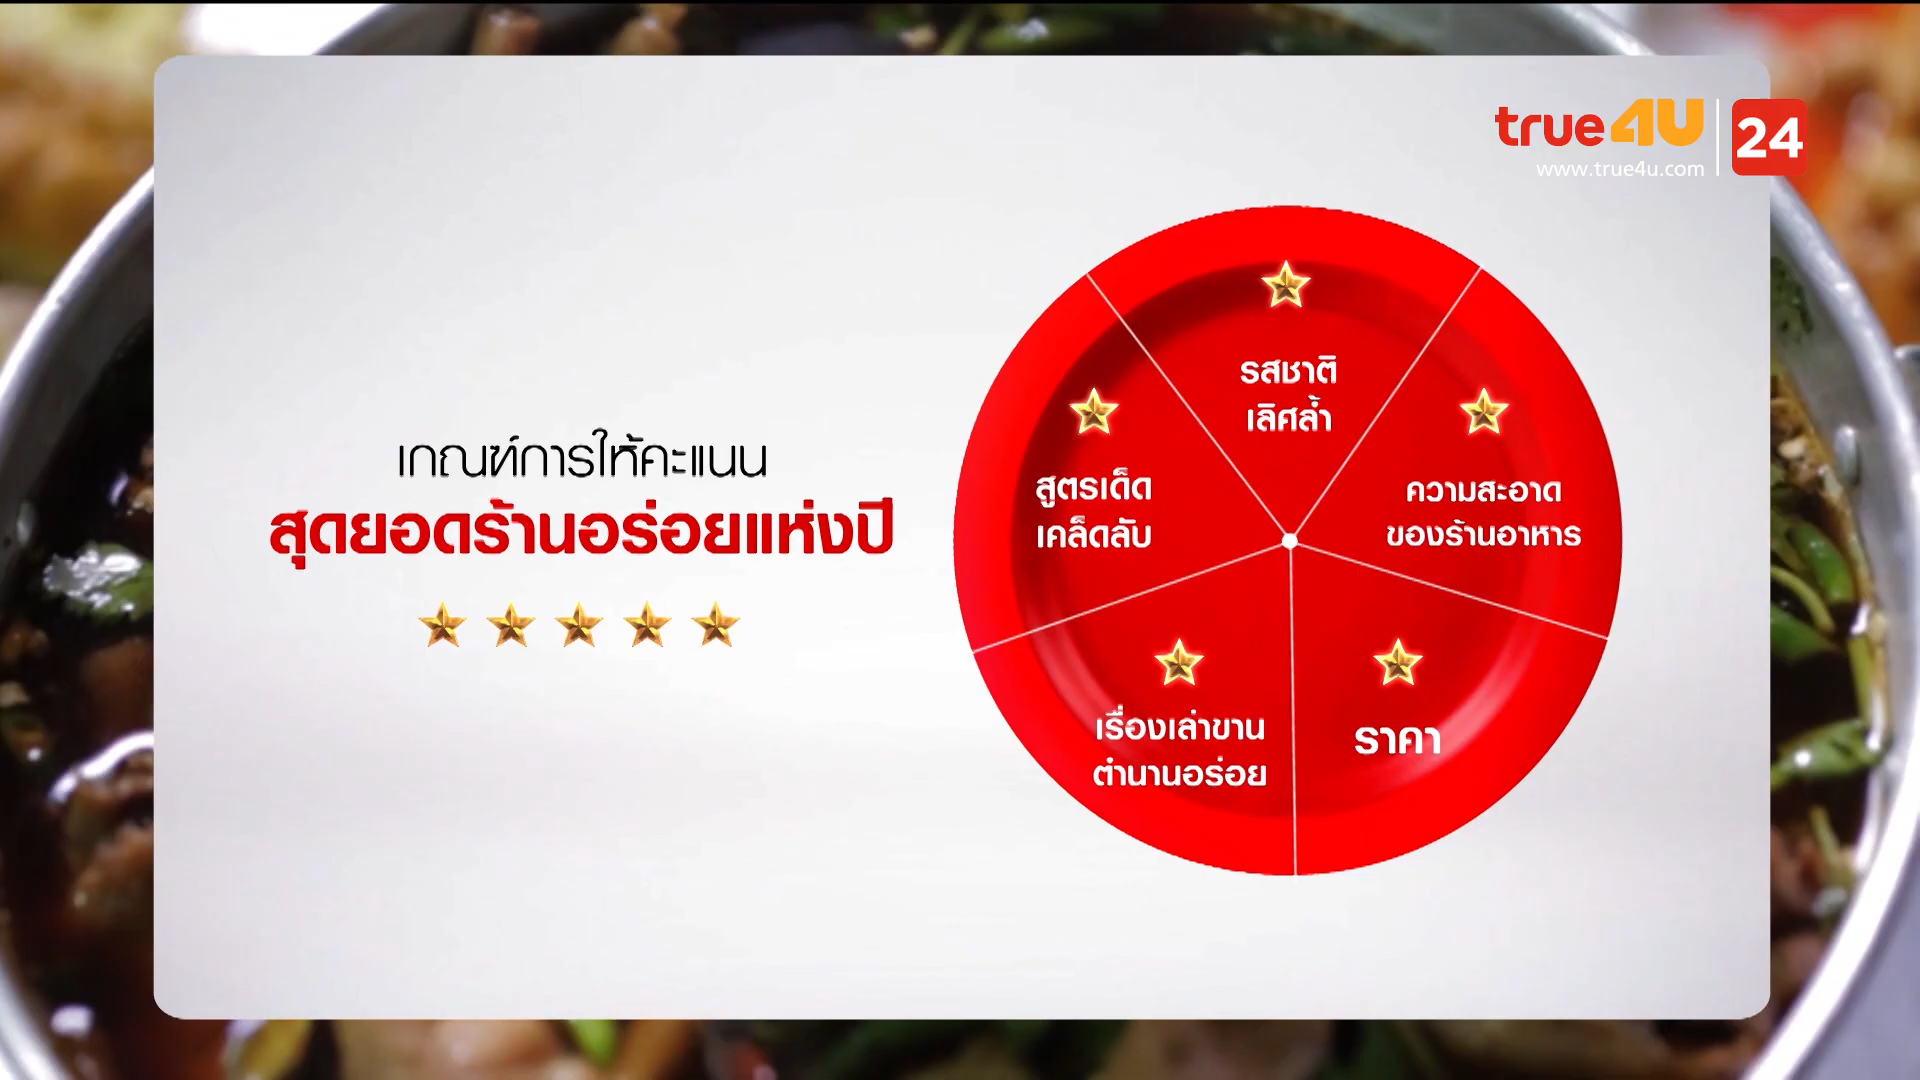 true4U 24
www.true4u.com
เกณฑ์การให้คะแนน
สุดยอดร้านอร่อยแห่งปี
รสชาติ
เลิศล้ำ
ความสะอาด
ของร้านอาหาร
ราคา
เรื่องเล่าขาน
ตำนานอร่อย
สูตรเด็ด
เคล็ดลับ